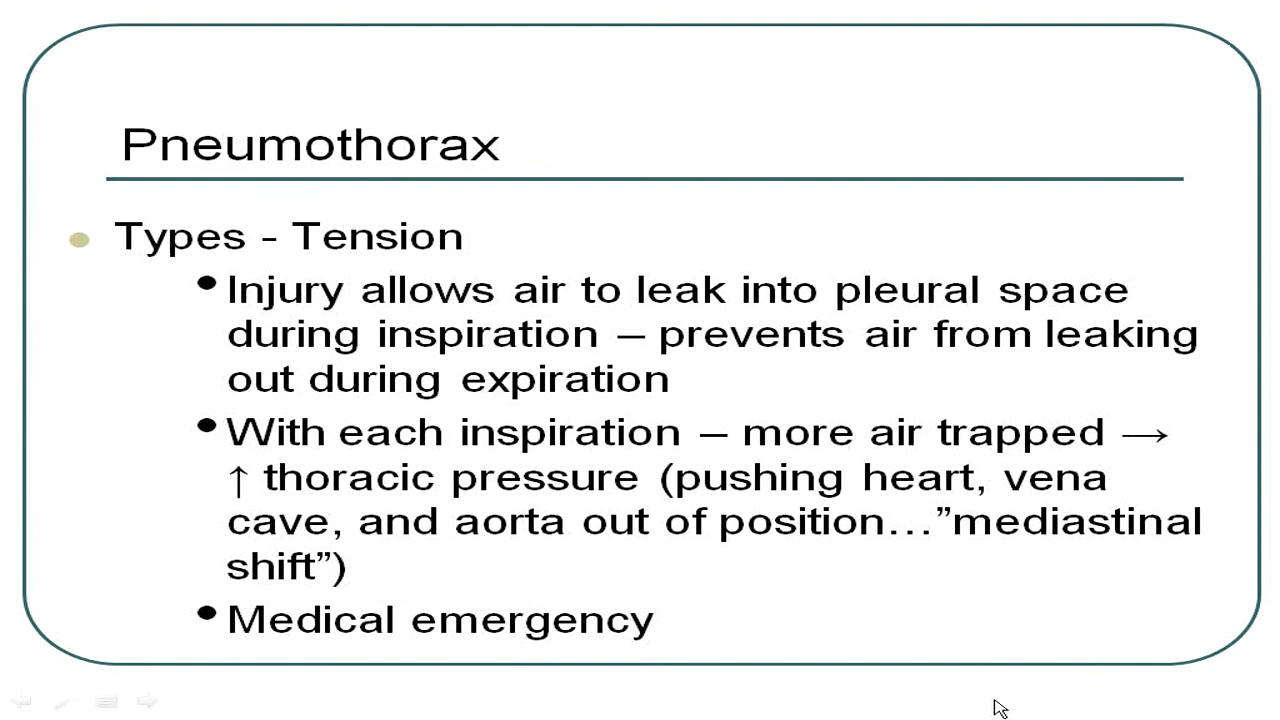 Pneumothorax
Types - Tension
Injury allows air to leak into pleural space
during inspiration – prevents air from leaking
out during expiration
With each inspiration – more air trapped →
↑ thoracic pressure (pushing heart, vena
cave, and aorta out of position…”mediastinal
shift”)
Medical emergency